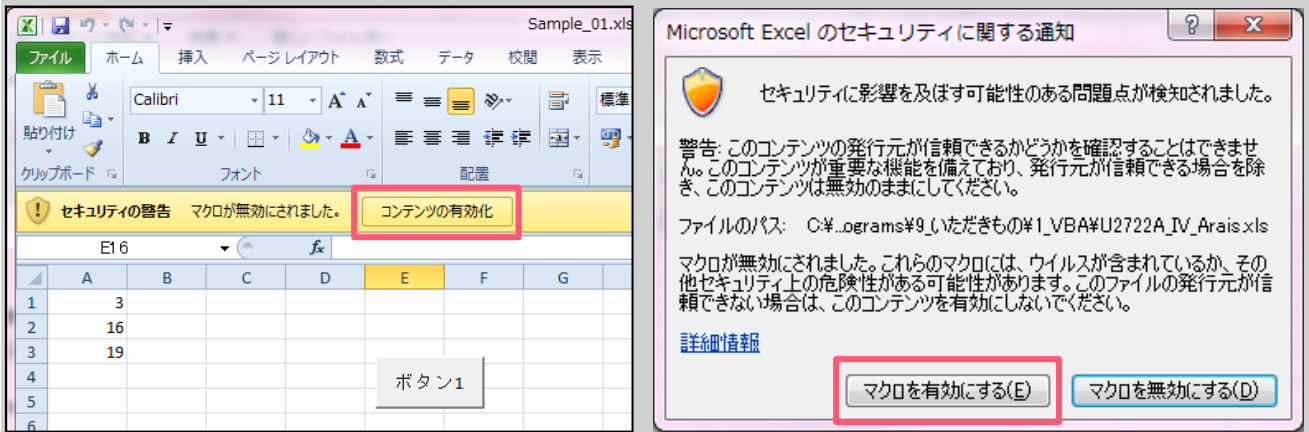 Sample_01.xls
ファイル ホーム 挿入 ページ レイアウト 数式 データ 校閲 表示
Calibri 11 標準
貼り付け
B I U A
クリップボード フォント 配置
セキュリティの警告 マクロが無効にされました。 コンテンツの有効化
E16 fx
A B C D E F G
1 3
2 16
3 19
4
ボタン1
5
6
Microsoft Excel のセキュリティに関する通知
セキュリティに影響を及ぼす可能性のある問題点が検知されました。
警告: このコンテンツの発行元が信頼できるかどうかを確認することはできませ
ん。このコンテンツが重要な機能を備えており、発行元が信頼できる場合を除
き、このコンテンツは無効のままにしてください。
ファイルのパス: C:¥...ograms¥9_いただきもの¥1_VBA¥U2722A_IV_Arais.xls
マクロが無効にされました。これらのマクロには、ウイルスが含まれているか、その
他セキュリティ上の危険性がある可能性があります。このファイルの発行元が信
頼できない場合は、このコンテンツを有効にしないでください。
詳細情報
マクロを有効にする(E) マクロを無効にする(D)